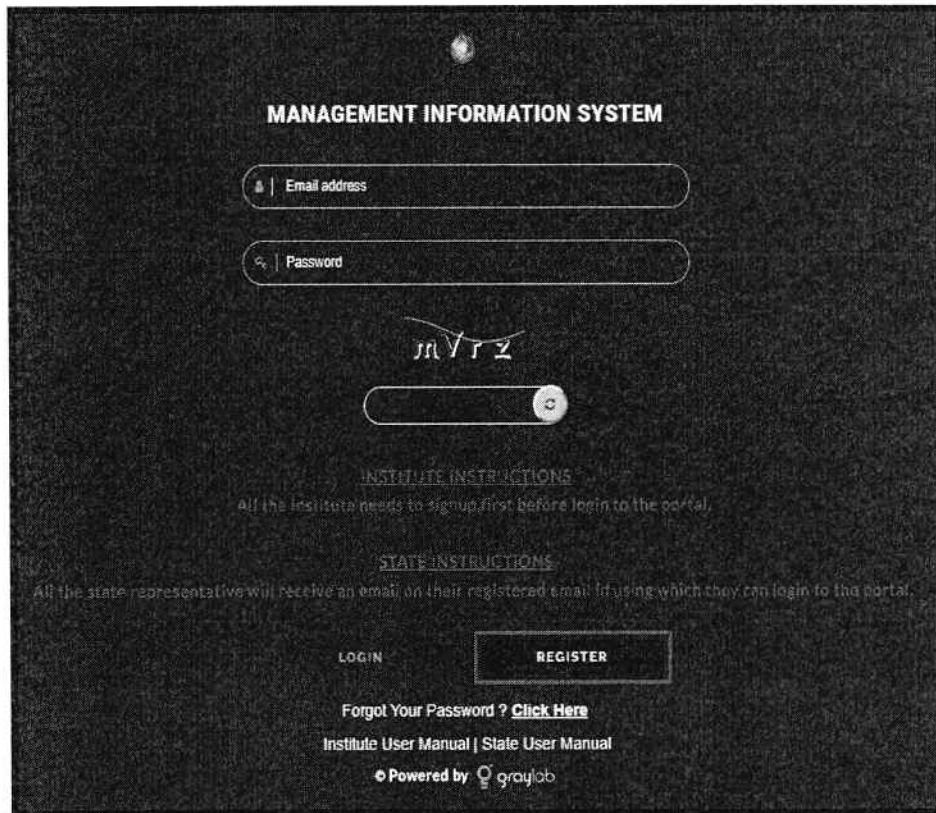 MANAGEMENT INFORMATION SYSTEM
Email address
Password
mYrz
INSTITUTE INSTRUCTIONS
All the institute needs to signup first before login to the portal.
STATE INSTRUCTIONS
All the state representative will receive an email on their registered email id using which they can login to the portal.
LOGIN REGISTER
Forgot Your Password ? Click Here
Institute User Manual | State User Manual
© Powered by graylab